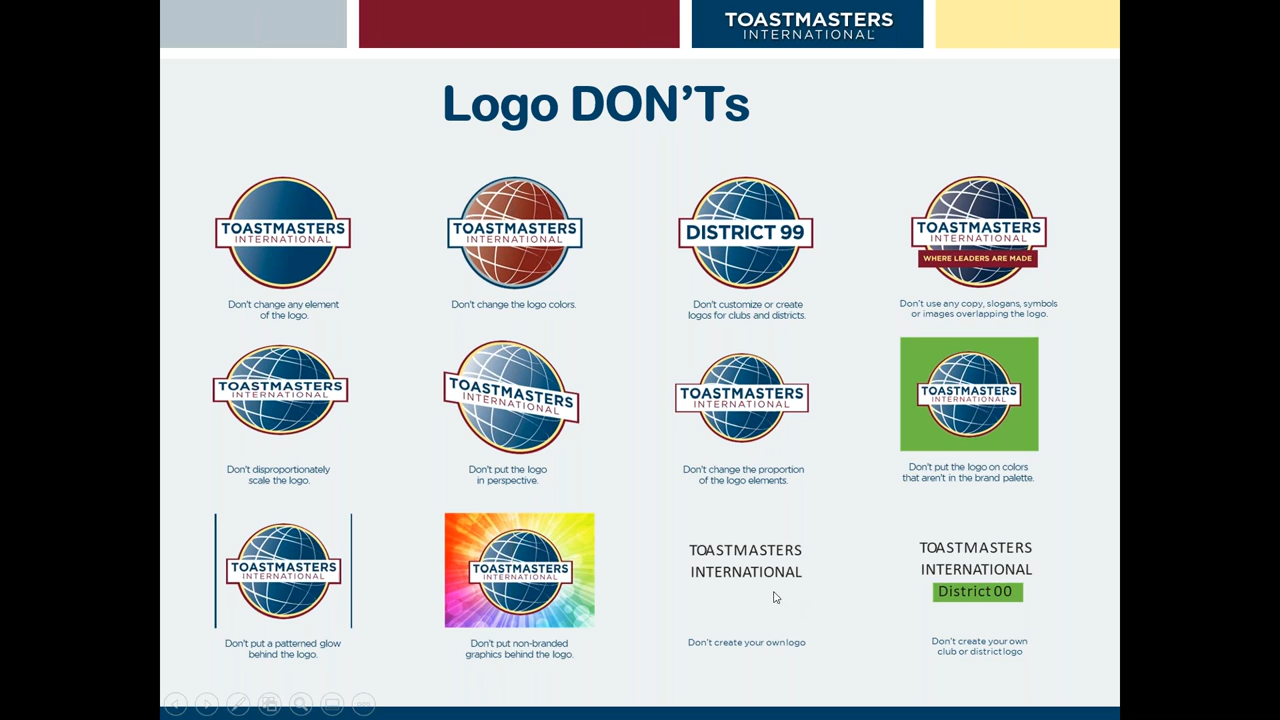 TOASTMASTERS
INTERNATIONAL
Logo DON'Ts
TOASTMASTERS
INTERNATIONAL
Don't change any element
of the logo.
TOASTMASTERS
INTERNATIONAL
Don't change the logo colors.
DISTRICT 99
Don't customize or create
logos for clubs and districts.
TOASTMASTERS
INTERNATIONAL
WHERE LEADERS ARE MADE
Don't use any copy, slogans, symbols
or images overlapping the logo.
TOASTMASTERS
INTERNATIONAL
Don't disproportionately
scale the logo.
TOASTMASTERS
INTERNATIONAL
Don't put the logo
in perspective.
TOASTMASTERS
INTERNATIONAL
Don't change the proportion
of the logo elements.
TOASTMASTERS
INTERNATIONAL
Don't put the logo on colors
that aren't in the brand palette.
TOASTMASTERS
INTERNATIONAL
Don't put a patterned glow
behind the logo.
TOASTMASTERS
INTERNATIONAL
Don't put non-branded
graphics behind the logo.
TOASTMASTERS
INTERNATIONAL
Don't create your own logo
TOASTMASTERS
INTERNATIONAL
District 00
Don't create your own
club or district logo